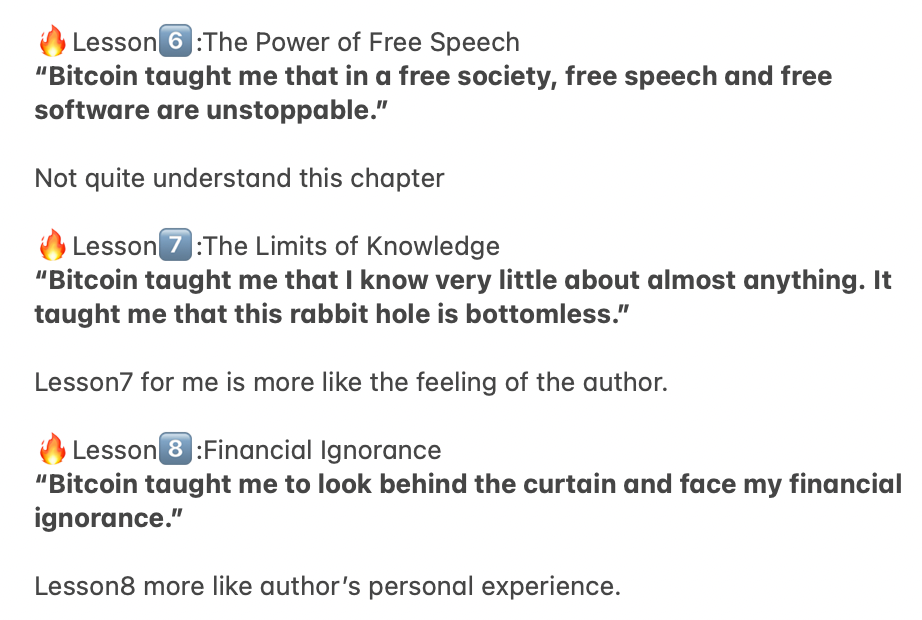 🔥Lesson6️⃣:The Power of Free Speech
“Bitcoin taught me that in a free society, free speech and free
software are unstoppable.”
Not quite understand this chapter
🔥Lesson7️⃣:The Limits of Knowledge
“Bitcoin taught me that I know very little about almost anything. It
taught me that this rabbit hole is bottomless.”
Lesson7 for me is more like the feeling of the author.
🔥Lesson8️⃣:Financial Ignorance
“Bitcoin taught me to look behind the curtain and face my financial
ignorance.”
Lesson8 more like author’s personal experience.